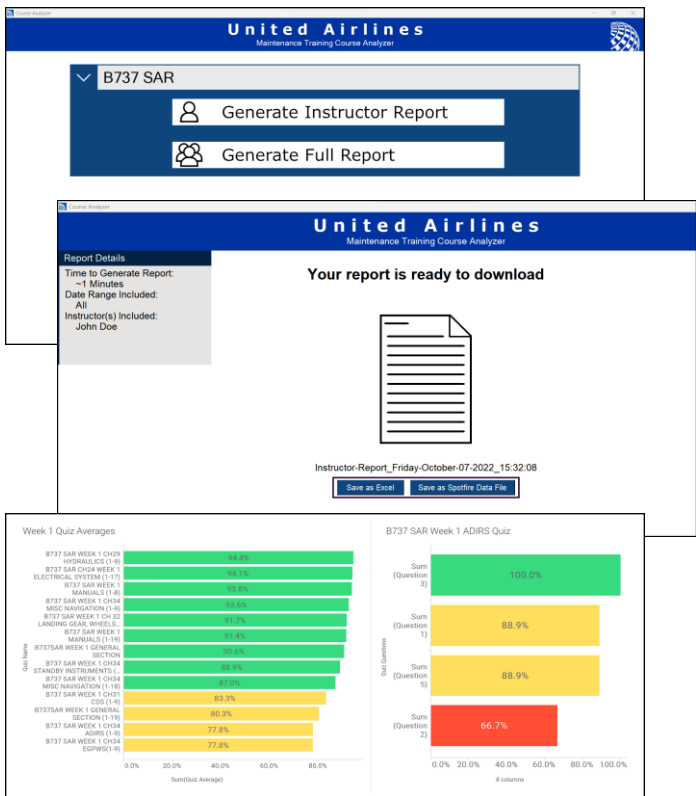 Course Analyzer
United Airlines
Maintenance Training Course Analyzer
B737 SAR
Generate Instructor Report
Generate Full Report
Course Analyzer
United Airlines
Maintenance Training Course Analyzer
Report Details
Time to Generate Report:
~1 Minutes
Date Range Included:
All
Instructor(s) Included:
John Doe
Your report is ready to download
Instructor-Report_Friday-October-07-2022_15:32:08
Save as Excel
Save as Spotfire Data File
Week 1 Quiz Averages
Quiz Name
B737 SAR WEEK 1 CH29
HYDRAULICS (1-9)
94.4%
B737 SAR CH24 WEEK 1
ELECTRICAL SYSTEM (1-17)
94.1%
B737 SAR WEEK 1
MANUALS (1-8)
93.8%
B737 SAR WEEK 1 CH34
MISC NAVIGATION (1-9)
92.6%
B737 SAR WEEK 1 CH 32
LANDING GEAR, WHEELS...
91.7%
B737 SAR WEEK 1
MANUALS (1-19)
91.4%
B737SAR WEEK 1 GENERAL
SECTION
90.6%
B737 SAR WEEK 1 CH34
STANDBY INSTRUMENTS (...
88.9%
B737 SAR WEEK 1 CH34
MISC NAVIGATION (1-18)
87.0%
B737 SAR WEEK 1 CH31
CDS (1-9)
83.3%
B737SAR WEEK 1 GENERAL
SECTION (1-19)
80.3%
B737 SAR WEEK 1 CH34
ADIRS (1-9)
77.8%
B737 SAR WEEK 1 CH34
EGPWS(1-9)
77.8%
0.0% 20.0% 40.0% 60.0% 80.0%
Sum(Quiz Average)
B737 SAR Week 1 ADIRS Quiz
Quiz Questions
Sum
(Question
3)
100.0%
Sum
(Question
1)
88.9%
Sum
(Question
5)
88.9%
Sum
(Question
2)
66.7%
0.0% 20.0% 40.0% 60.0% 80.0% 100.0%
8 columns